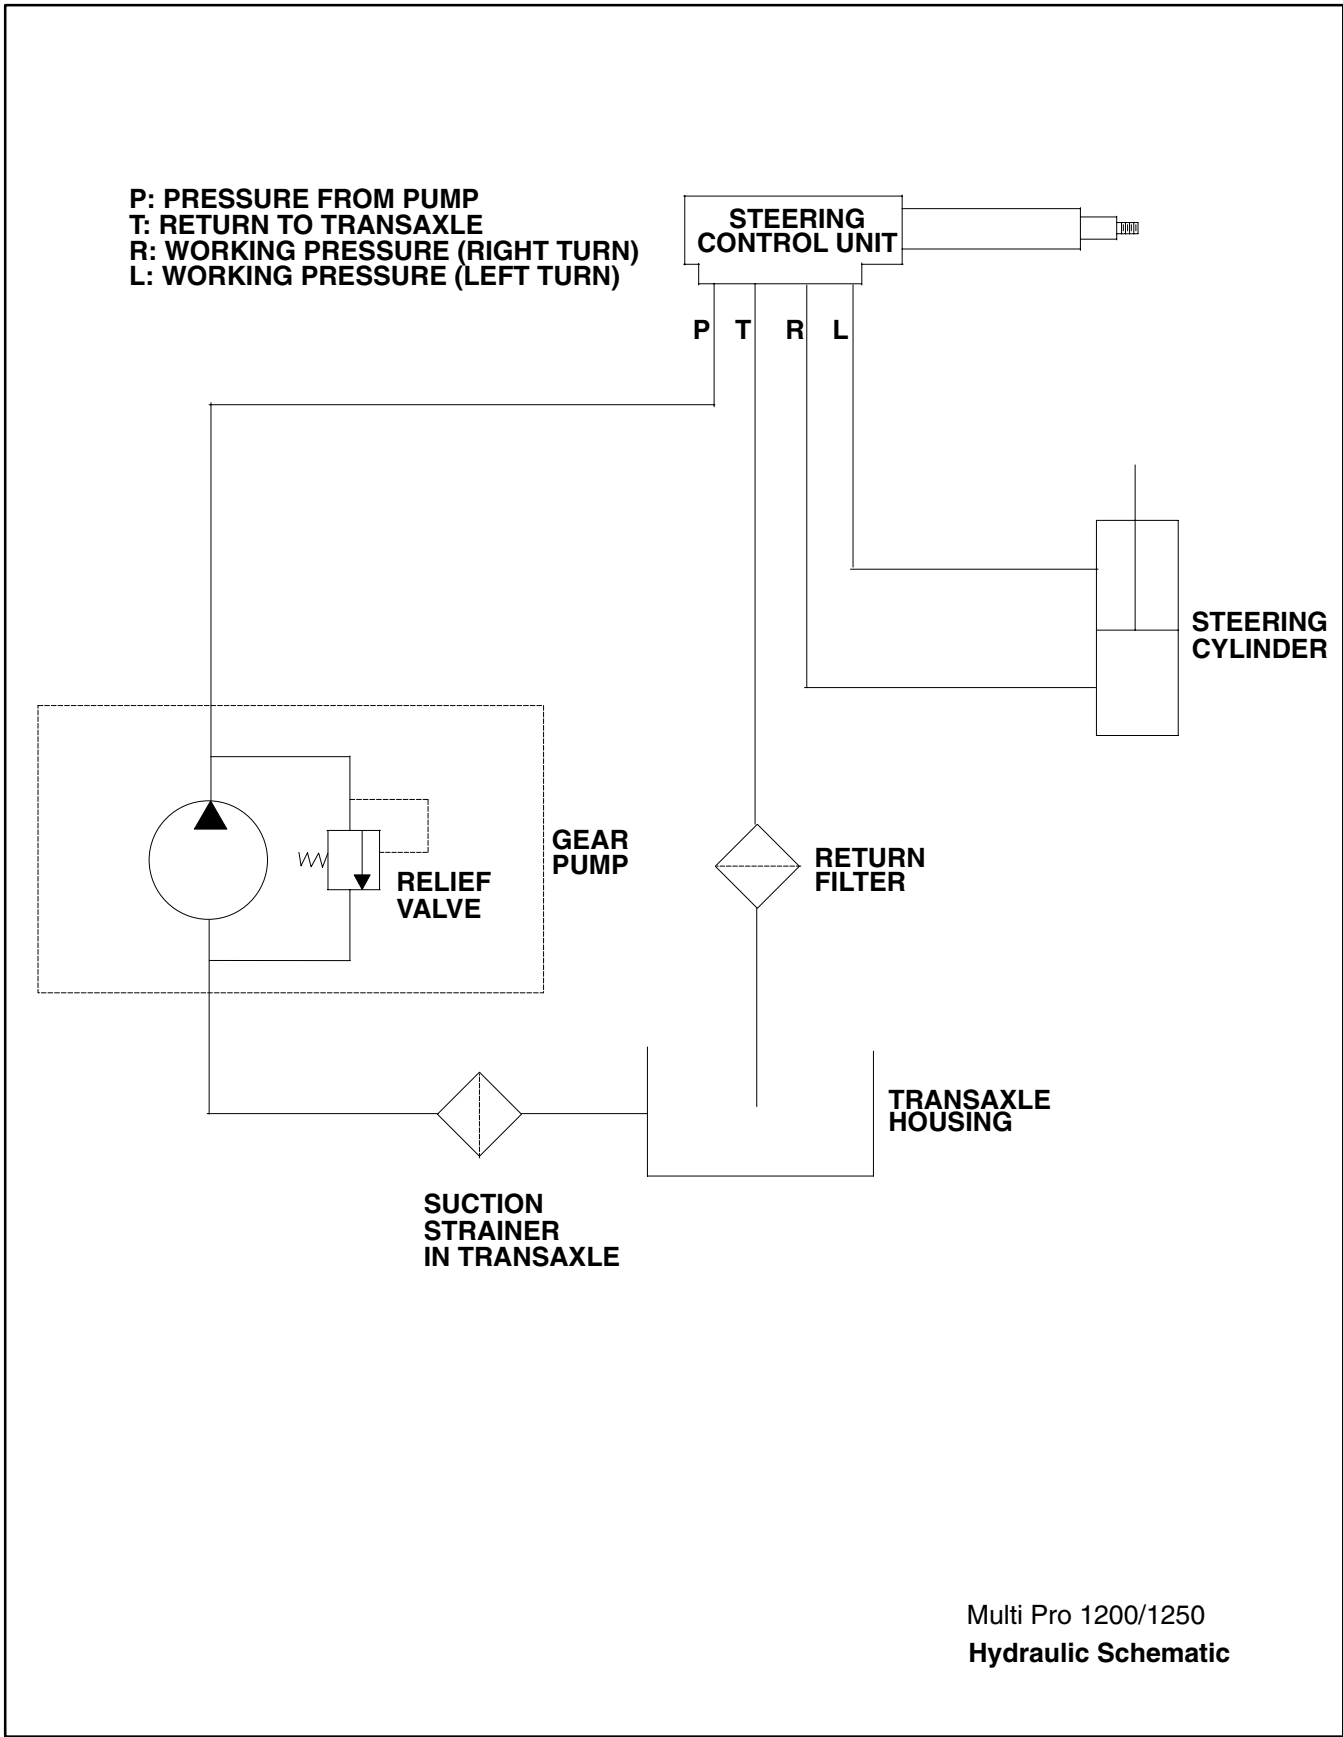 P: PRESSURE FROM PUMP
T: RETURN TO TRANSAXLE
R: WORKING PRESSURE (RIGHT TURN)
L: WORKING PRESSURE (LEFT TURN)
STEERING
CONTROL UNIT
P T R L
STEERING
CYLINDER
GEAR
PUMP
RELIEF
VALVE
RETURN
FILTER
TRANSAXLE
HOUSING
SUCTION
STRAINER
IN TRANSAXLE
Multi Pro 1200/1250
Hydraulic Schematic